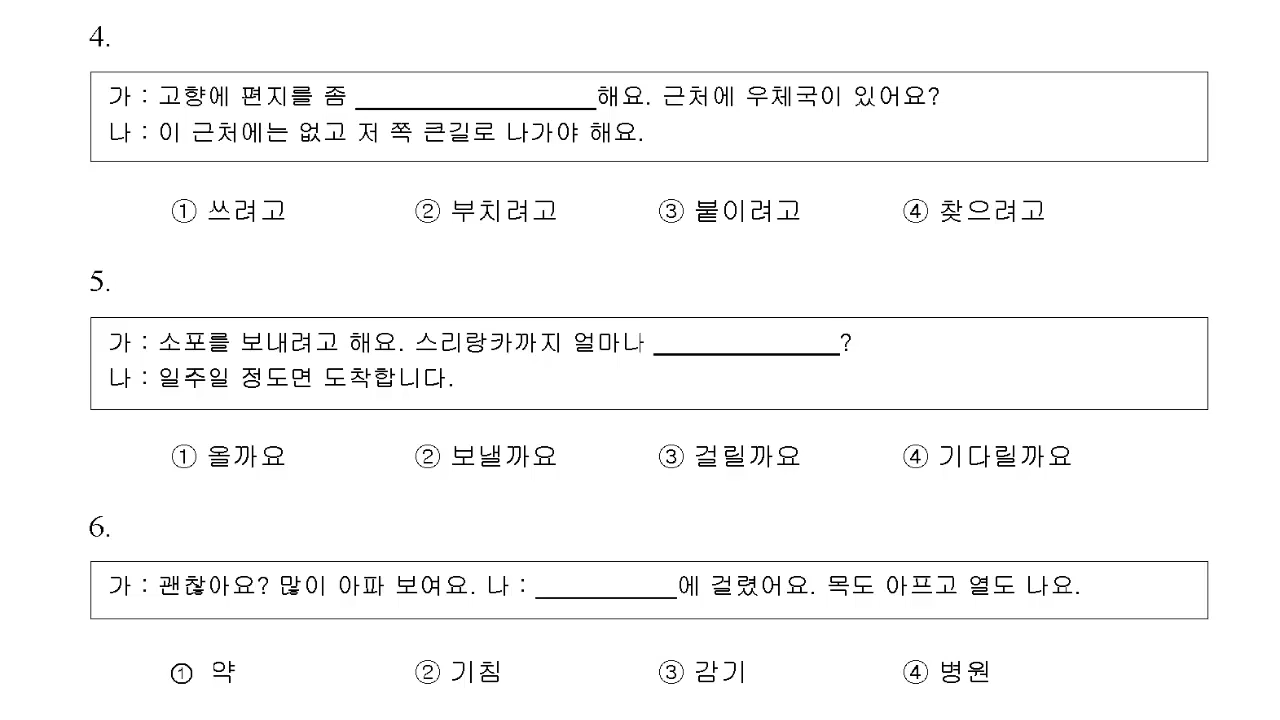 4.
가 : 고향에 편지를 좀 ____________________해요. 근처에 우체국이 있어요?
나 : 이 근처에는 없고 저 쪽 큰길로 나가야 해요.
① 쓰려고 ② 부치려고 ③ 붙이려고 ④ 찾으려고
5.
가 : 소포를 보내려고 해요. 스리랑카까지 얼마나 ________________?
나 : 일주일 정도면 도착합니다.
① 올까요 ② 보낼까요 ③ 걸릴까요 ④ 기다릴까요
6.
가 : 괜찮아요? 많이 아파 보여요. 나 : ____________에 걸렸어요. 목도 아프고 열도 나요.
① 약 ② 기침 ③ 감기 ④ 병원